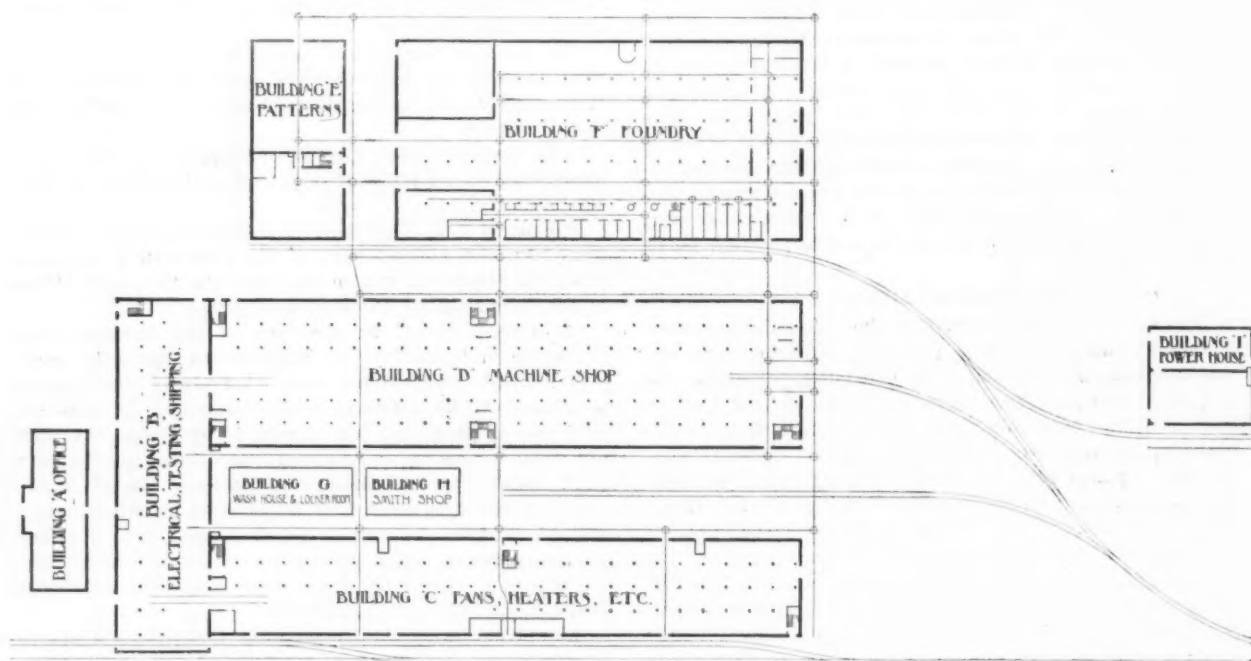 BUILDING "E"
PATTERNS
BUILDING "F" FOUNDRY
BUILDING "I"
POWER HOUSE
BUILDING "D" MACHINE SHOP
BUILDING "A" OFFICE
BUILDING "B"
ELECTRICAL, TESTING, SHIPPING.
BUILDING G
WASH HOUSE & LOCKER ROOM
BUILDING H
SMITH SHOP
BUILDING "C" FANS, HEATERS, ETC.